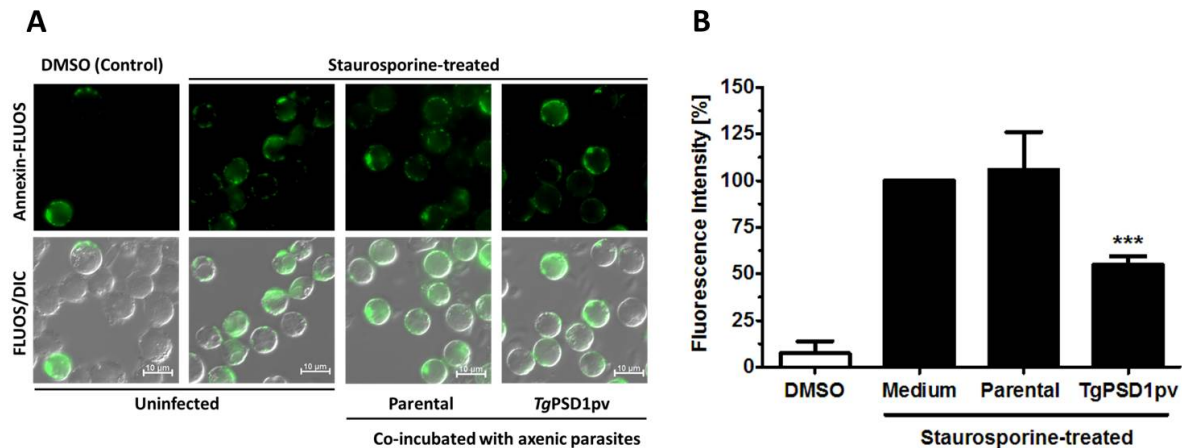 A
DMSO (Control)
Staurosporine-treated
Annexin-FLUOS
FLUOS/DIC
10 µm
10 µm
10 µm
10 µm
Uninfected
Parental
TgPSD1pv
Co-incubated with axenic parasites
B
Fluorescence Intensity [%]
150
125
100
75
50
25
0
***
DMSO
Medium
Parental
TgPSD1pv
Staurosporine-treated